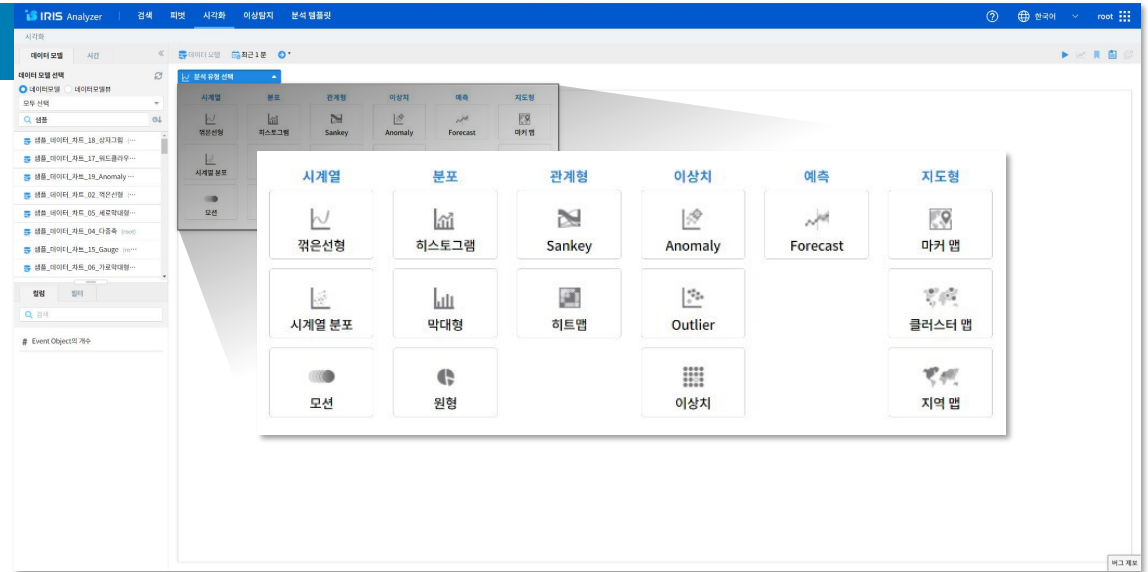 IRIS Analyzer 검색 피벗 시각화 이상탐지 분석 템플릿 한국어 root
시각화
데이터 모델 시간
데이터 모델 최근 1 분
데이터 모델 선택
분석 유형 선택
데이터모델 데이터모델뷰
모두 선택
샘플
샘플_데이터_차트_18_상자그림 (…
샘플_데이터_차트_17_워드클라우…
샘플_데이터_차트_19_Anomaly …
샘플_데이터_차트_02_꺾은선형 (…
샘플_데이터_차트_05_세로막대형…
샘플_데이터_차트_04_다중축 (root)
샘플_데이터_차트_15_Gauge (ro…
샘플_데이터_차트_06_가로막대형…
컬럼 필터
검색
# Event Object의 개수
시계열 분포 관계형 이상치 예측 지도형
꺾은선형 히스토그램 Sankey Anomaly Forecast 마커 맵
시계열 분포
모션
시계열 분포 관계형 이상치 예측 지도형
꺾은선형 히스토그램 Sankey Anomaly Forecast 마커 맵
시계열 분포 막대형 히트맵 Outlier 클러스터 맵
모션 원형 이상치 지역 맵
버그 제보